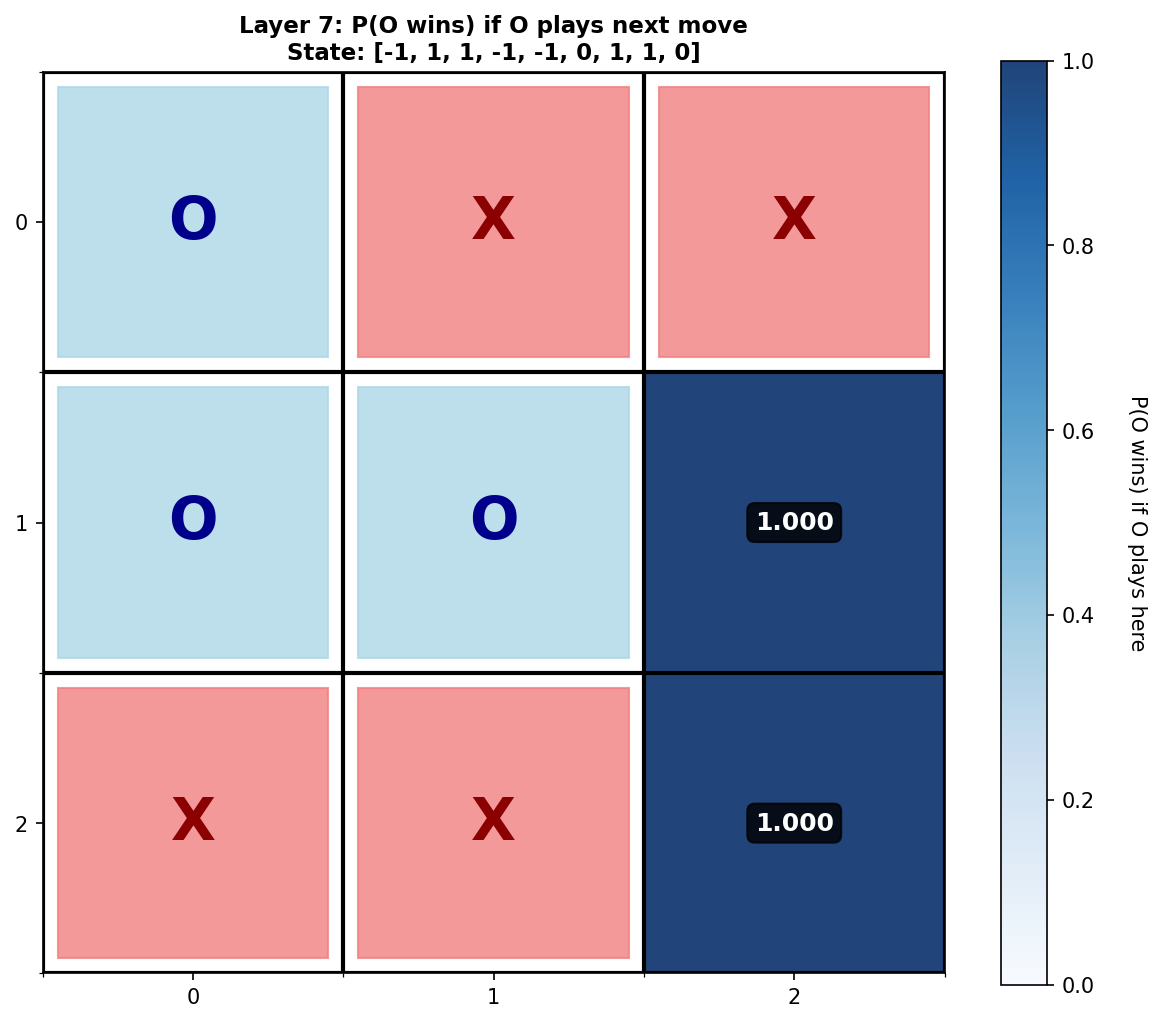 Layer 7: P(O wins) if O plays next move
State: [-1, 1, 1, -1, -1, 0, 1, 1, 0]
0
O
X
X
1
O
O
1.000
2
X
X
1.000
0
1
2
1.0
0.8
0.6
0.4
0.2
0.0
P(O wins) if O plays here